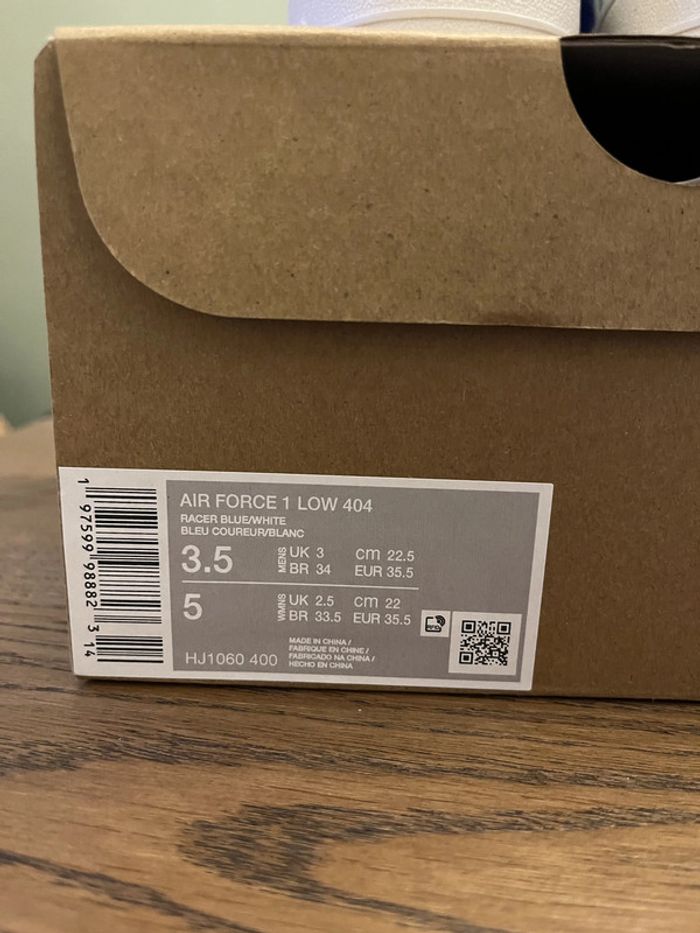 AIR FORCE 1 LOW 404
RACER BLUE/WHITE
BLEU COUREUR/BLANC
3.5 MENS UK 3 cm 22.5
BR 34 EUR 35.5
5 WMNS UK 2.5 cm 22
BR 33.5 EUR 35.5
HJ1060 400
MADE IN CHINA /
FABRIQUE EN CHINE /
FABRICADO NA CHINA /
HECHO EN CHINA
1 97599 98882 3 14